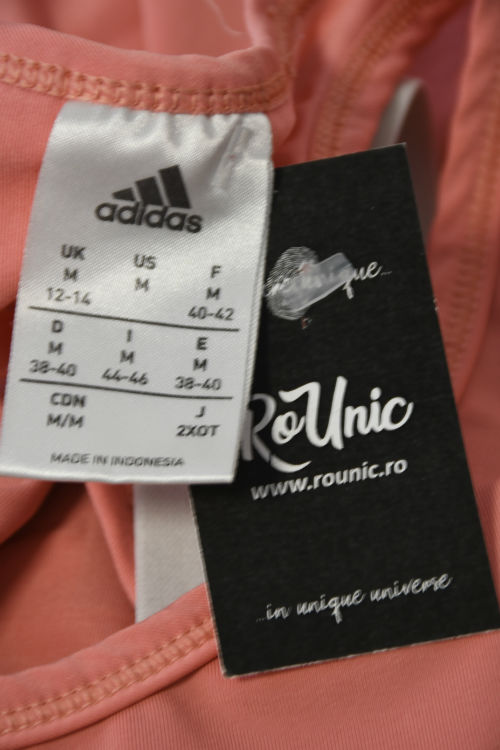 adidas
UK US F
M M M
12-14 40-42
D I E
M M M
38-40 44-46 38-40
CDN J
M/M 2XOT
MADE IN INDONESIA
RoUnic
www.rounic.ro
...in unique universe